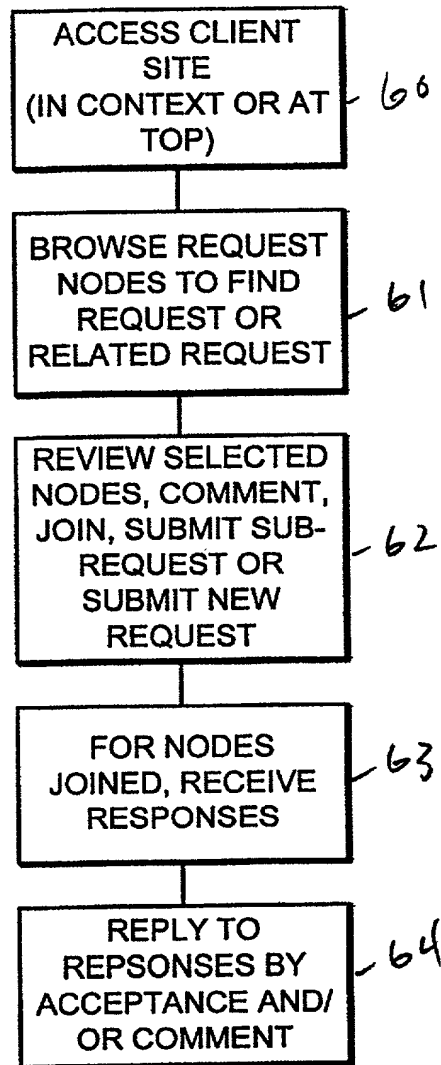 ACCESS CLIENT
SITE
(IN CONTEXT OR AT
TOP)
60
BROWSE REQUEST
NODES TO FIND
REQUEST OR
RELATED REQUEST
61
REVIEW SELECTED
NODES, COMMENT,
JOIN, SUBMIT SUB-
REQUEST OR
SUBMIT NEW
REQUEST
62
FOR NODES
JOINED, RECEIVE
RESPONSES
63
REPLY TO
REPSONSES BY
ACCEPTANCE AND/
OR COMMENT
64